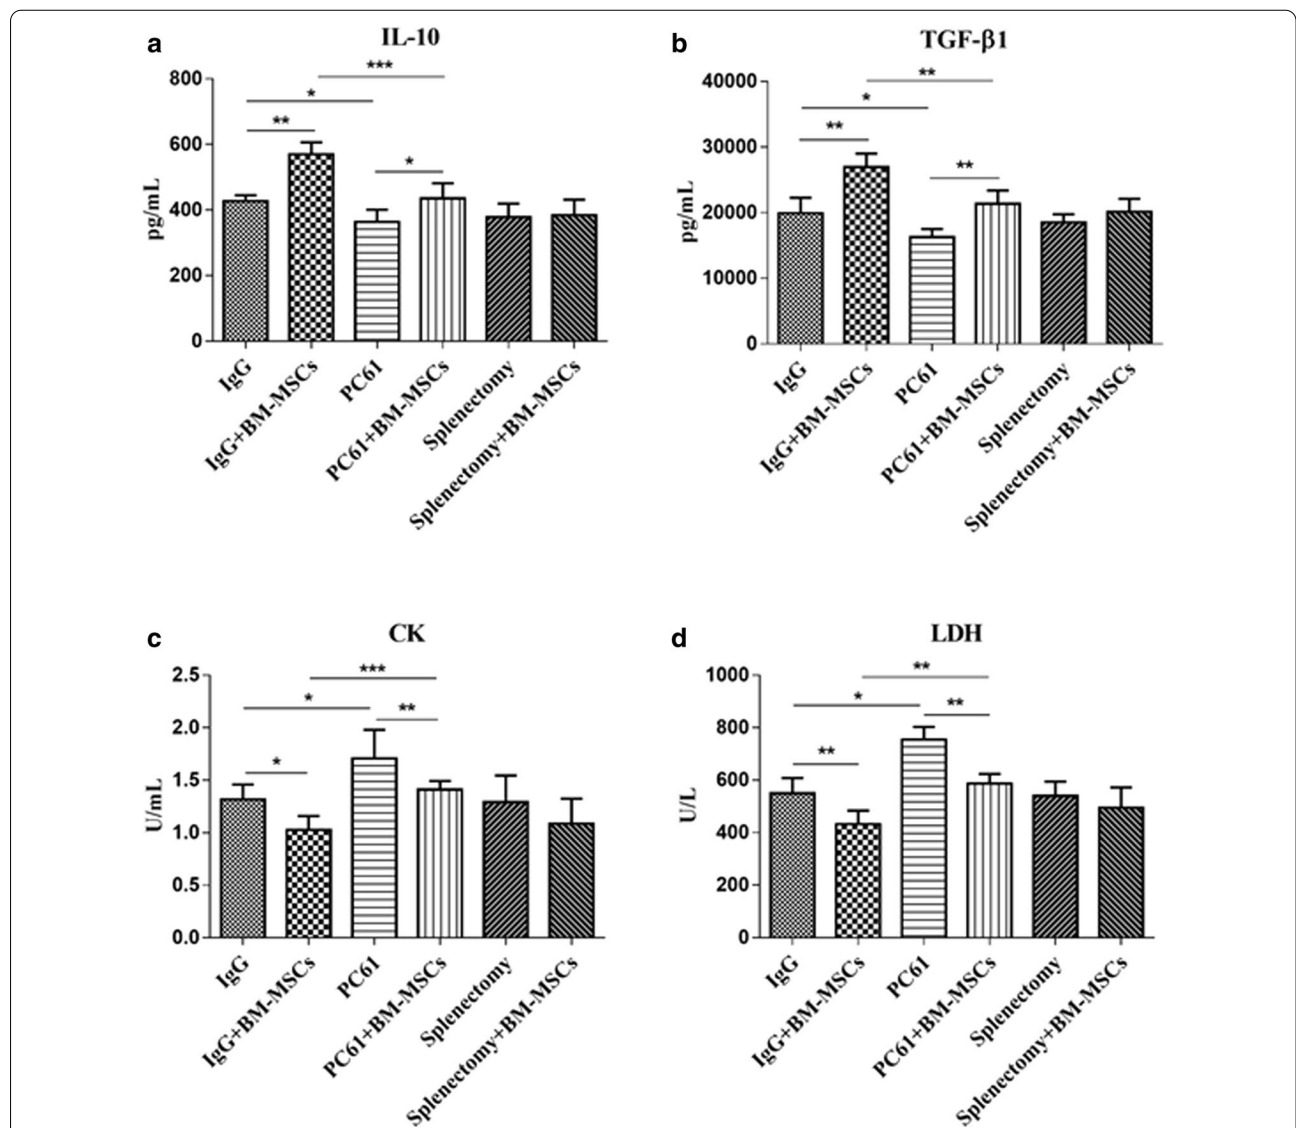 a
IL-10
pg/mL
800
600
400
200
0
***
*
**
*
IgG
IgG+BM-MSCs
PC61
PC61+BM-MSCs
Splenectomy
Splenectomy+BM-MSCs
b
TGF-β1
pg/mL
40000
30000
20000
10000
0
**
*
**
**
IgG
IgG+BM-MSCs
PC61
PC61+BM-MSCs
Splenectomy
Splenectomy+BM-MSCs
c
CK
U/mL
2.5
2.0
1.5
1.0
0.5
0.0
***
*
**
*
IgG
IgG+BM-MSCs
PC61
PC61+BM-MSCs
Splenectomy
Splenectomy+BM-MSCs
d
LDH
U/L
1000
800
600
400
200
0
**
*
**
**
IgG
IgG+BM-MSCs
PC61
PC61+BM-MSCs
Splenectomy
Splenectomy+BM-MSCs